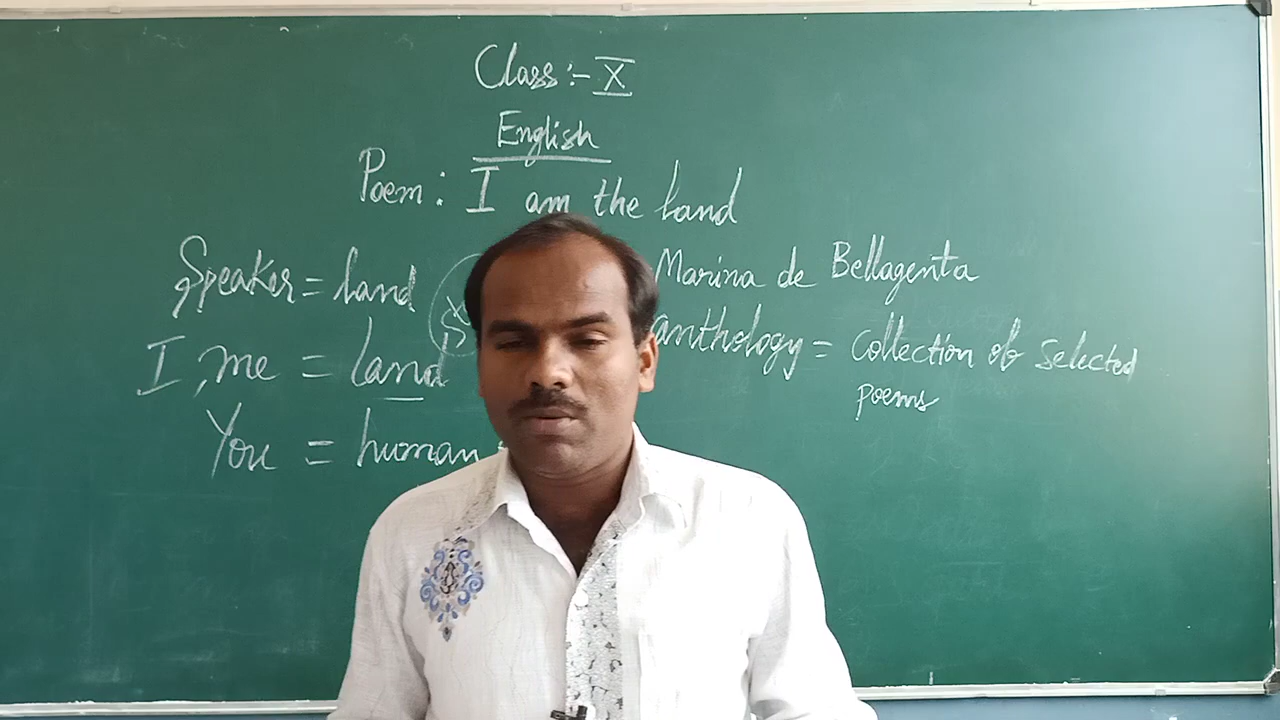 Class :- X
English
Poem : I am the land
Speaker = land
Marina de Bellagenta
I, me = land
anthology = Collection of selected
poems
You = human